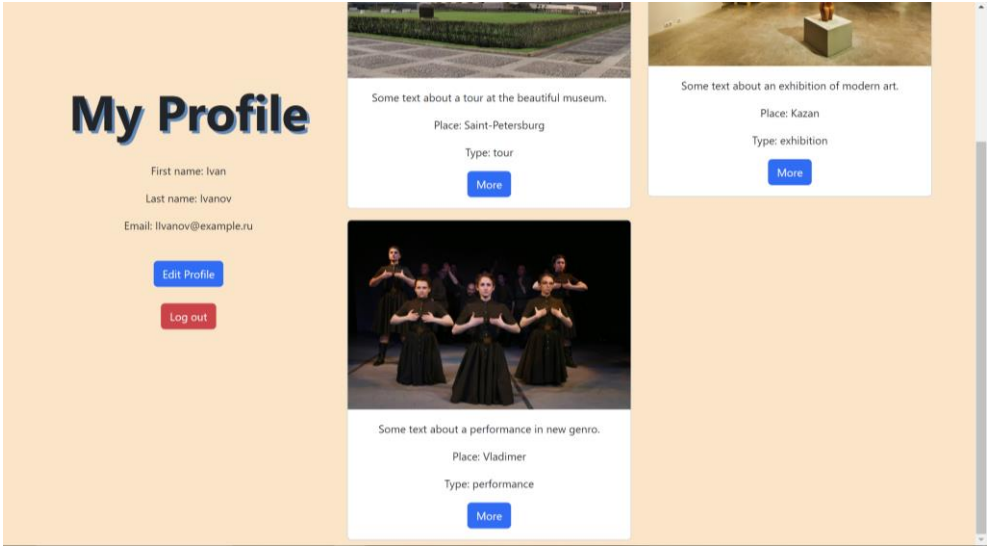 My Profile
First name: Ivan
Last name: Ivanov
Email: IIvanov@example.ru
Edit Profile
Log out
Some text about a tour at the beautiful museum.
Place: Saint-Petersburg
Type: tour
More
Some text about an exhibition of modern art.
Place: Kazan
Type: exhibition
More
Some text about a performance in new genro.
Place: Vladimer
Type: performance
More